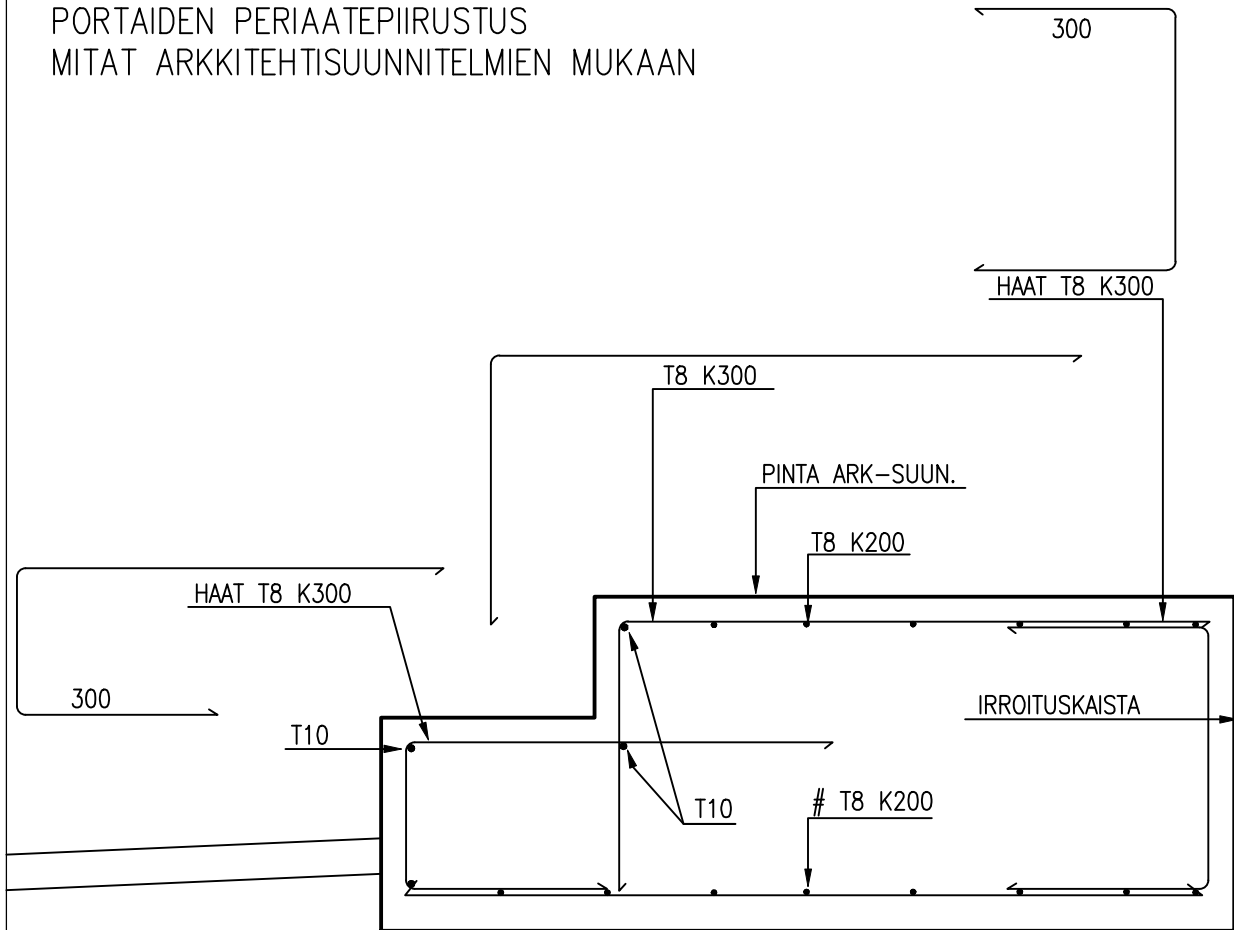 PORTAIDEN PERIAATEPIIRUSTUS
MITAT ARKKITEHTISUUNNITELMIEN MUKAAN
300
HAAT T8 K300
T8 K300
PINTA ARK-SUUN.
T8 K200
HAAT T8 K300
300
IRROITUSKAISTA
T10
T10
# T8 K200